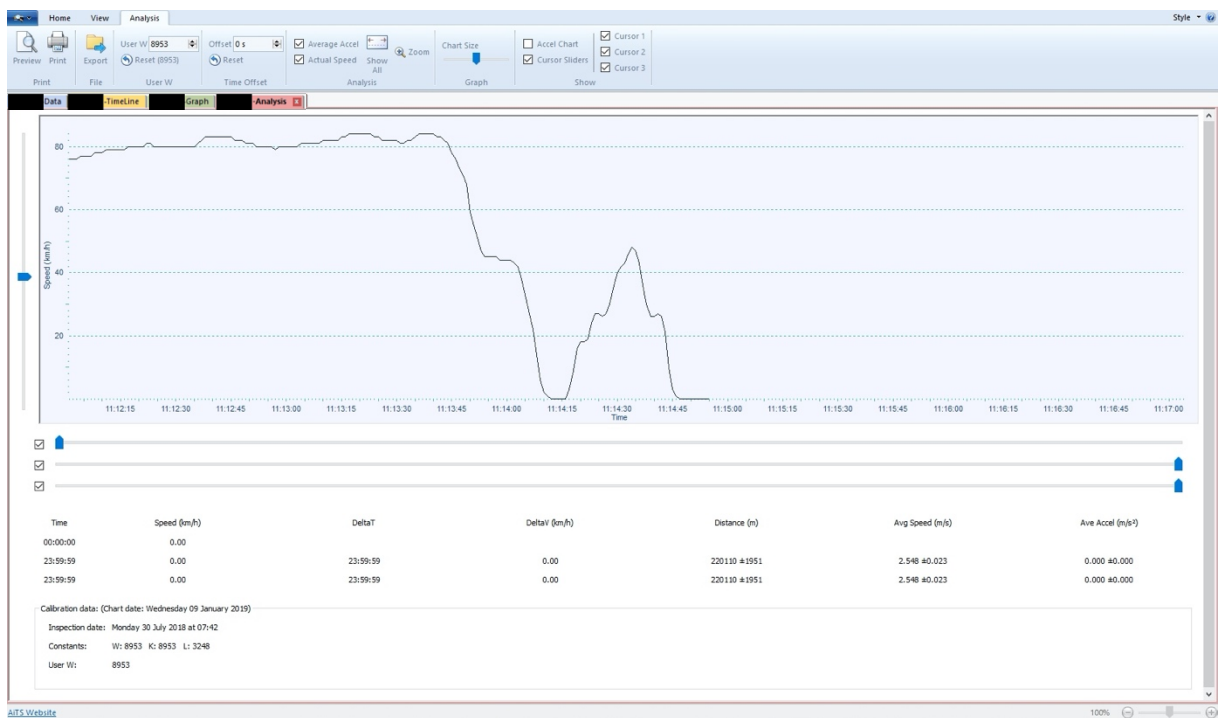 Home View Analysis Style
User W 8953 Offset 0 s Average Accel Chart Size Accel Chart Cursor 1
Preview Print Export Reset (8953) Reset Actual Speed Show All Zoom Cursor Sliders Cursor 2
Cursor 3
Print File User W Time Offset Analysis Graph Show
Data -TimeLine Graph -Analysis x
80
60
40
20
Speed (km/h)
11:12:15 11:12:30 11:12:45 11:13:00 11:13:15 11:13:30 11:13:45 11:14:00 11:14:15 11:14:30 11:14:45 11:15:00 11:15:15 11:15:30 11:15:45 11:16:00 11:16:15 11:16:30 11:16:45 11:17:00
Time
Time Speed (km/h) DeltaT DeltaV (km/h) Distance (m) Avg Speed (m/s) Ave Accel (m/s²)
00:00:00 0.00
23:59:59 0.00 23:59:59 0.00 220110 ±1951 2.548 ±0.023 0.000 ±0.000
23:59:59 0.00 23:59:59 0.00 220110 ±1951 2.548 ±0.023 0.000 ±0.000
Calibration data: (Chart date: Wednesday 09 January 2019)
Inspection date: Monday 30 July 2018 at 07:42
Constants: W: 8953 K: 8953 L: 3248
User W: 8953
AiTS Website 100%